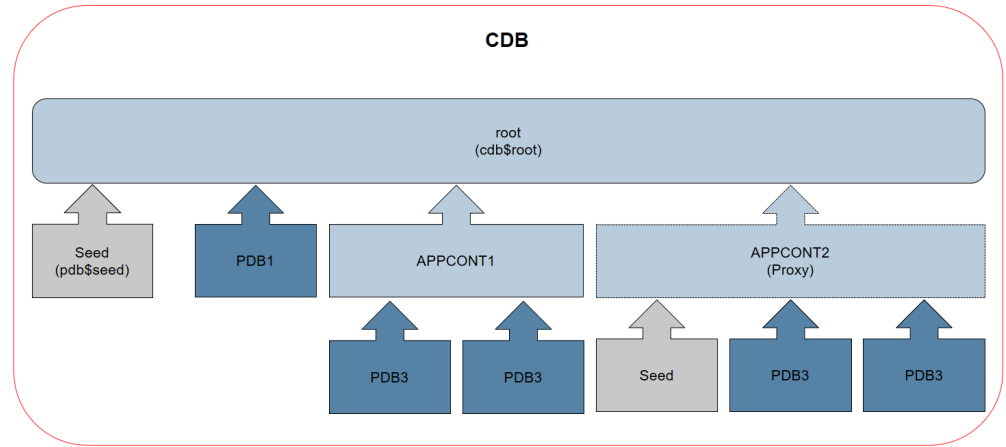 CDB
root
(cdb$root)
Seed
(pdb$seed)
PDB1
APPCONT1
APPCONT2
(Proxy)
PDB3
PDB3
Seed
PDB3
PDB3